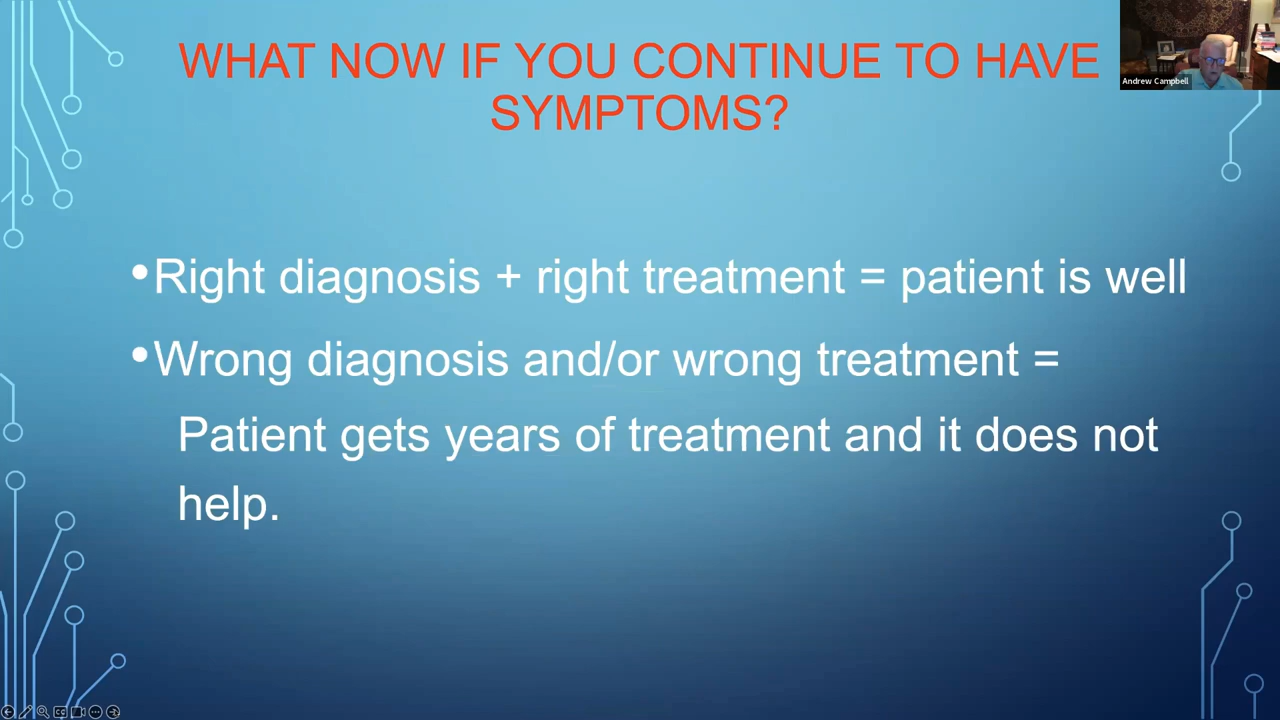 WHAT NOW IF YOU CONTINUE TO HAVE
SYMPTOMS?
Andrew Campbell
•Right diagnosis + right treatment = patient is well
•Wrong diagnosis and/or wrong treatment =
Patient gets years of treatment and it does not
help.